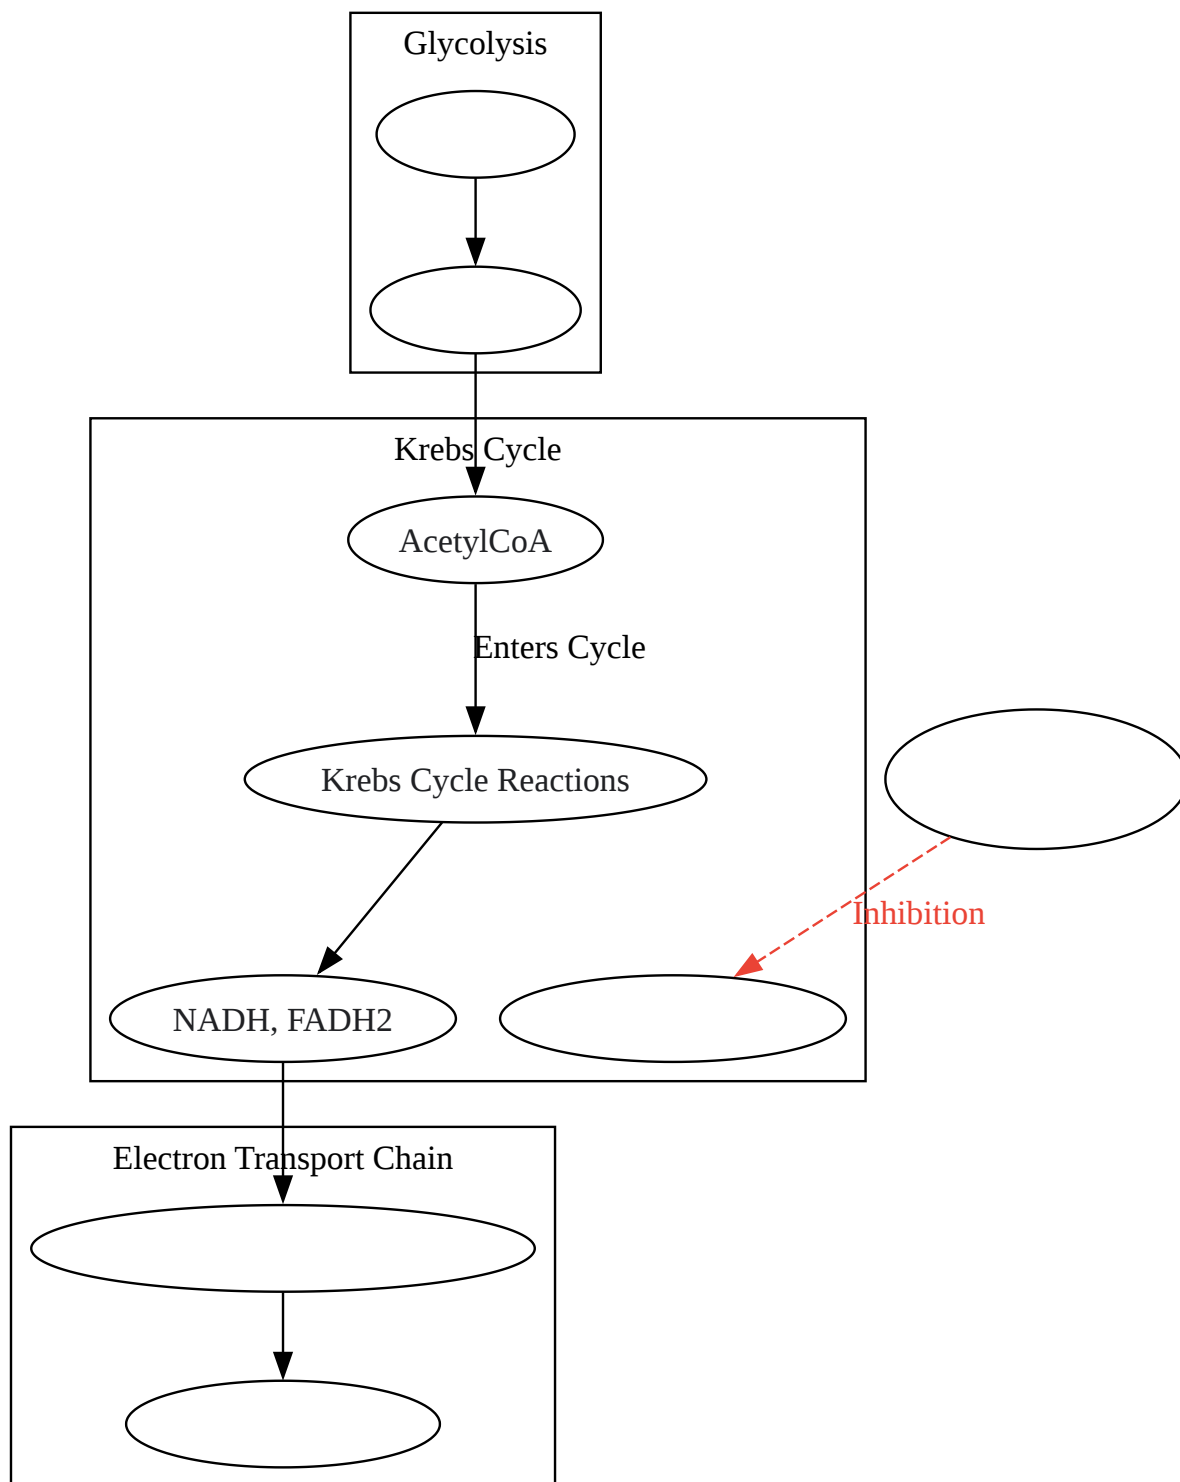 Glycolysis
Krebs Cycle
AcetylCoA
Enters Cycle
Krebs Cycle Reactions
Inhibition
NADH, FADH2
Electron Transport Chain